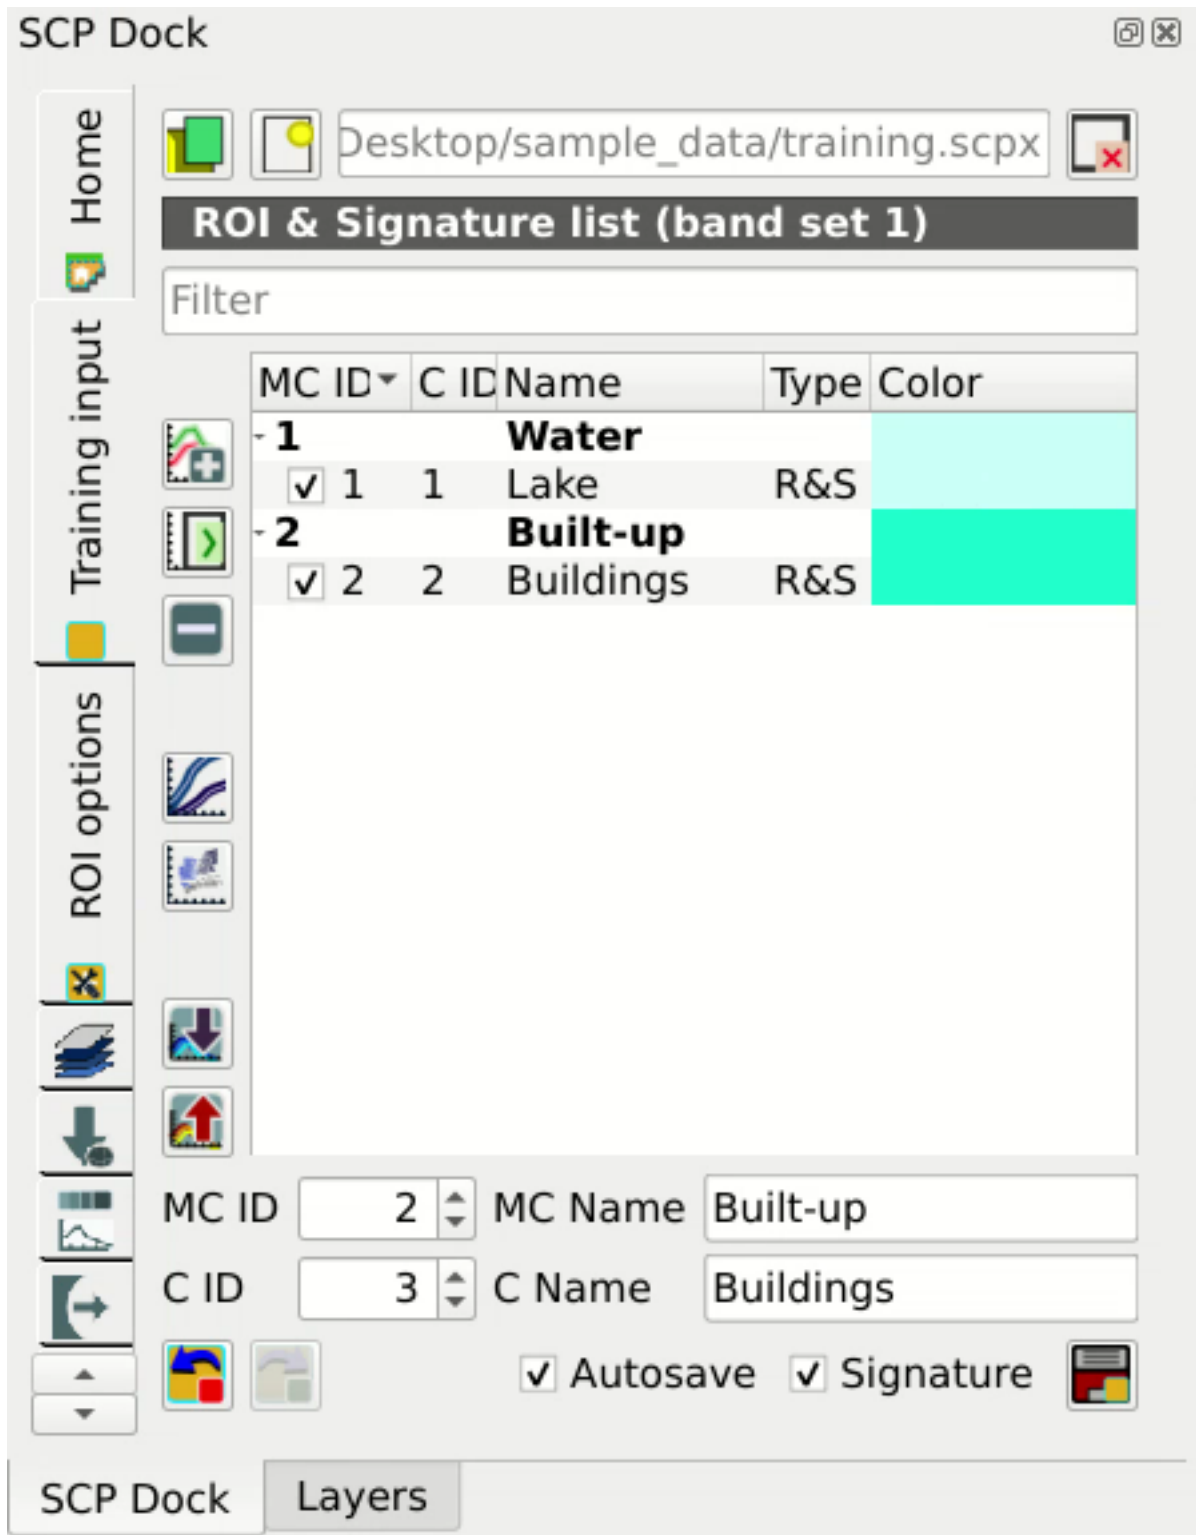 SCP Dock
Home
Desktop/sample_data/training.scpx
ROI & Signature list (band set 1)
Filter
Training input
MC ID C ID Name Type Color
1 Water
1 1 Lake R&S
2 Built-up
2 2 Buildings R&S
ROI options
MC ID 2 MC Name Built-up
C ID 3 C Name Buildings
Autosave Signature
SCP Dock Layers